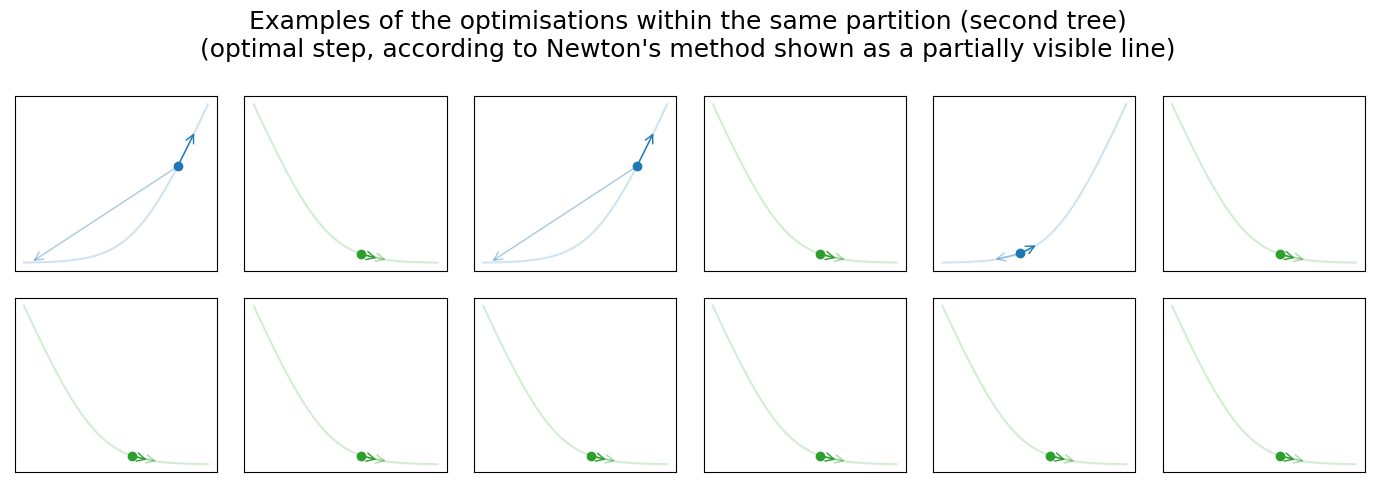 Examples of the optimisations within the same partition (second tree)
(optimal step, according to Newton's method shown as a partially visible line)